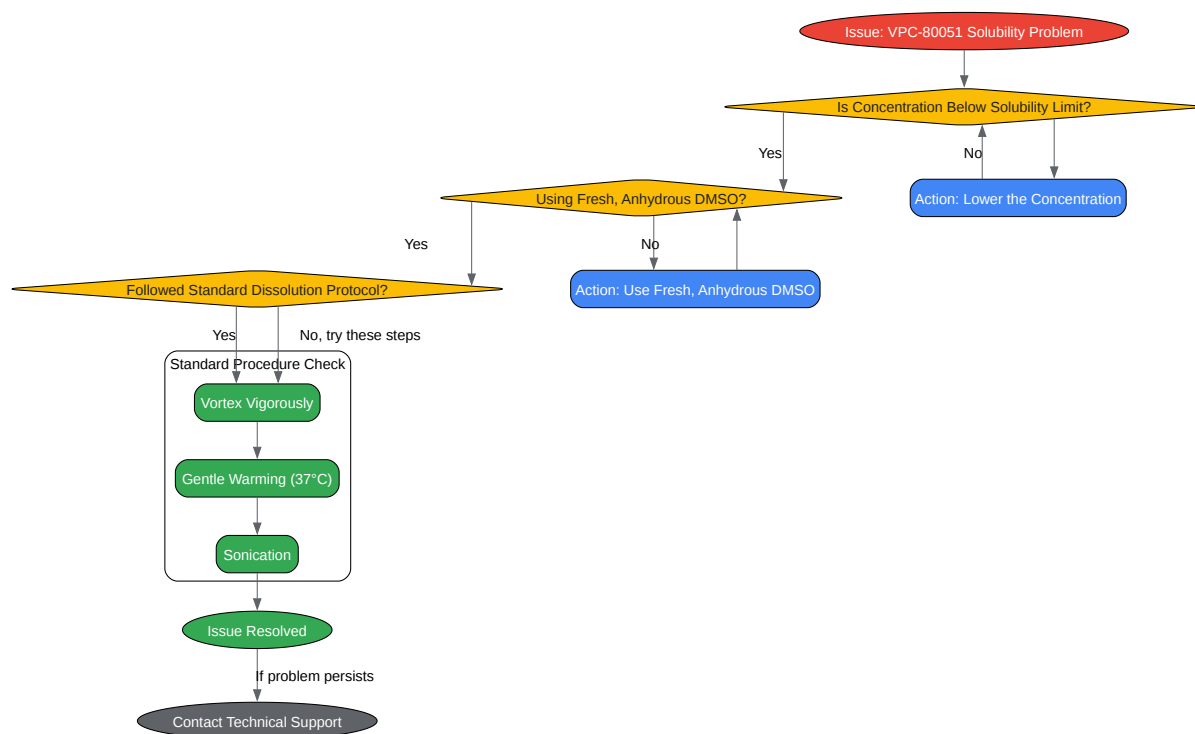 Issue: VPC-80051 Solubility Problem
Is Concentration Below Solubility Limit?
Yes
No
Action: Lower the Concentration
Using Fresh, Anhydrous DMSO?
Yes
No
Action: Use Fresh, Anhydrous DMSO
Followed Standard Dissolution Protocol?
Yes
No, try these steps
Standard Procedure Check
Vortex Vigorously
Gentle Warming (37°C)
Sonication
Issue Resolved
If problem persists
Contact Technical Support